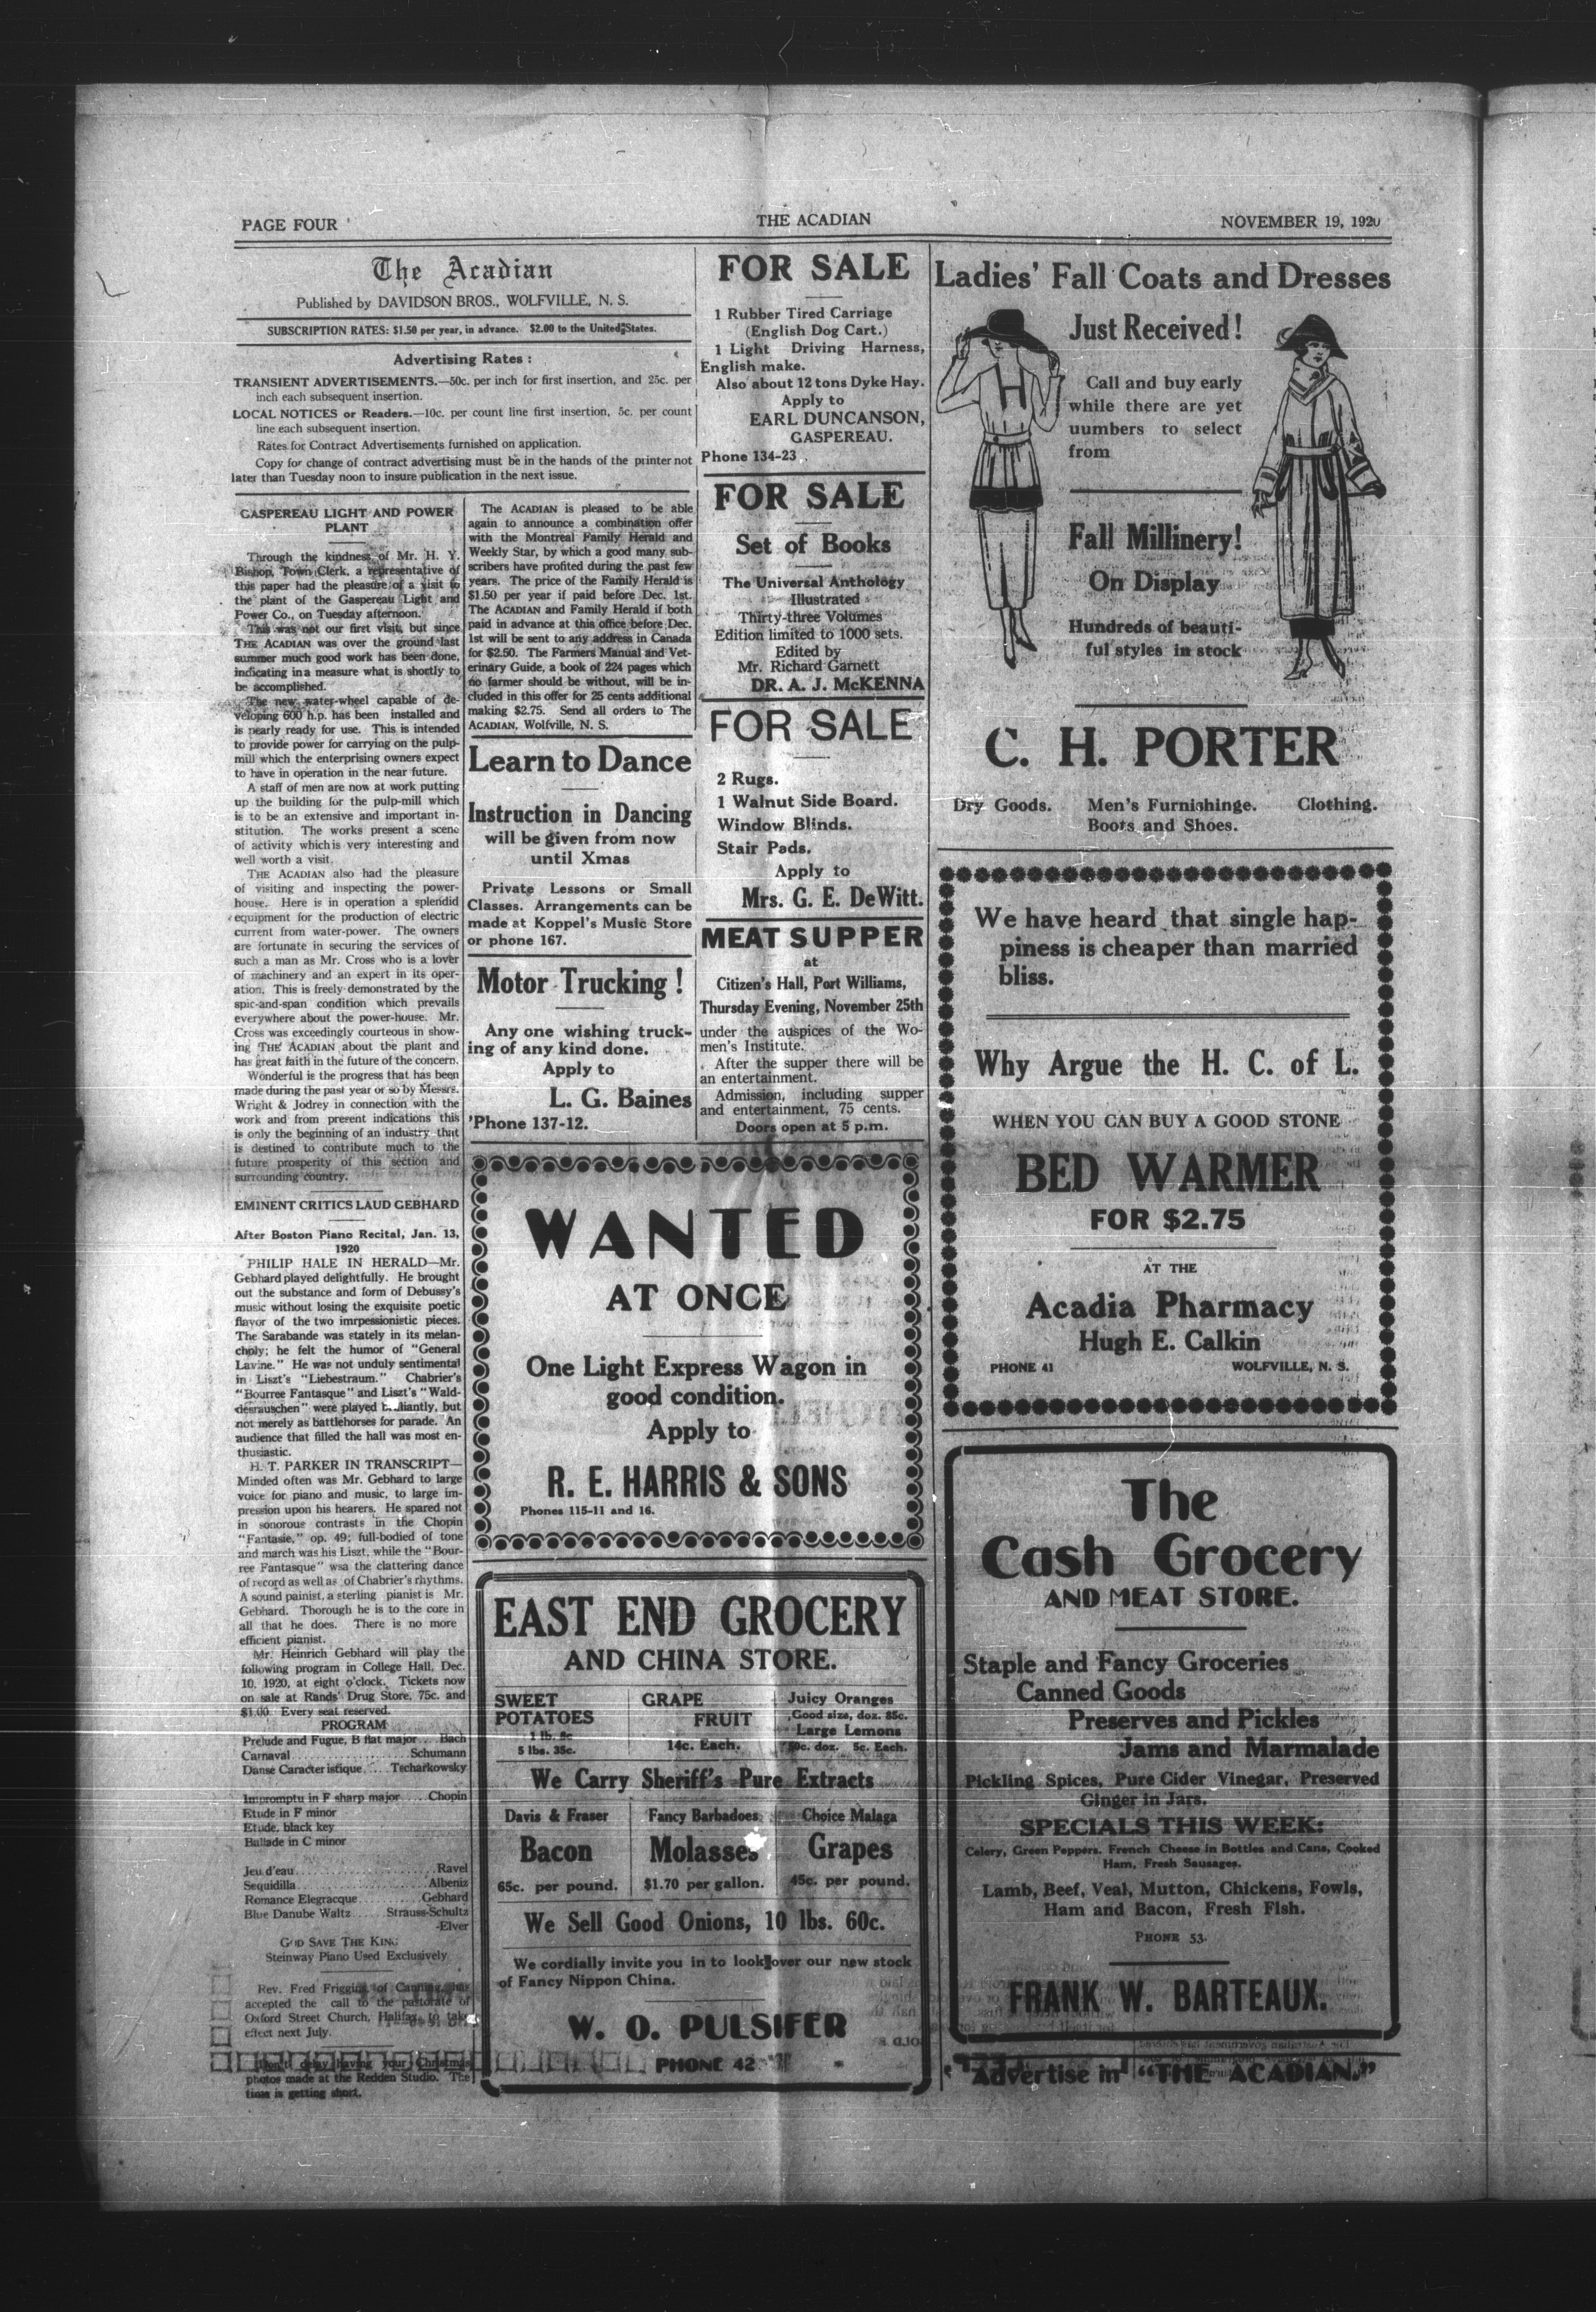 PAGE FOUR
THE ACADIAN
NOVEMBER 19, 1920
The Acadian
Published by DAVIDSON BROS., WOLFVILLE, N. S.
SUBSCRIPTION RATES: $1.50 per year, in advance. $2.00 to the United States.
Advertising Rates :
TRANSIENT ADVERTISEMENTS.—50c. per inch for first insertion, and 25c. per
inch each subsequent insertion.
LOCAL NOTICES or Readers.—10c. per count line first insertion, 5c. per count
line each subsequent insertion.
Rates for Contract Advertisements furnished on application.
Copy for change of contract advertising must be in the hands of the printer not
later than Tuesday noon to insure publication in the next issue.
GASPEREAU LIGHT AND POWER
PLANT
Through the kindness of Mr. H. Y.
Bishop, Town Clerk, a representative of
this paper had the pleasure of a visit to
the plant of the Gaspereau Light and
Power Co., on Tuesday afternoon.
This was not our firet visit, but since
THE ACADIAN was over the ground last
summer much good work has been done,
indicating in a measure what is shortly to
be accomplished.
The new water-wheel capable of de-
veloping 600 h.p. has been installed and
is nearly ready for use. This is intended
to provide power for carrying on the pulp-
mill which the enterprising owners expect
to have in operation in the near future.
A staff of men are now at work putting
up the building for the pulp-mill which
is to be an extensive and important in-
stitution. The works present a scene
of activity which is very interesting and
well worth a visit.
THE ACADIAN also had the pleasure
of visiting and inspecting the power-
house. Here is in operation a splendid
equipment for the production of electric
current from water-power. The owners
are fortunate in securing the services of
such a man as Mr. Cross who is a lover
of machinery and an expert in its oper-
ation. This is freely demonstrated by the
spic-and-span condition which prevails
everywhere about the power-house. Mr.
Cross was exceedingly courteous in show-
ing THE ACADIAN about the plant and
has great faith in the future of the concern.
Wonderful is the progress that has been
made during the past year or so by Messrs.
Wright & Jodrey in connection with the
work and from present indications this
is only the beginning of an industry that
is destined to contribute much to the
future prosperity of this section and
surrounding country.
EMINENT CRITICS LAUD GEBHARD
After Boston Piano Recital, Jan. 13,
1920
PHILIP HALE IN HERALD—Mr.
Gebhard played delightfully. He brought
out the substance and form of Debussy's
music without losing the exquisite poetic
flavor of the two imrpessionistic pieces.
The Sarabande was stately in its melan-
choly; he felt the humor of "General
Lavine." He was not unduly sentimental
in Liszt's "Liebestraum." Chabrier's
"Bourree Fantasque" and Liszt's "Wald-
desrauschen" were played brilliantly, but
not merely as battlehorses for parade. An
audience that filled the hall was most en-
thusiastic.
H. T. PARKER IN TRANSCRIPT—
Minded often was Mr. Gebhard to large
voice for piano and music, to large im-
pression upon his hearers. He spared not
in sonorous contrasts in the Chopin
"Fantasie," op. 49; full-bodied of tone
and march was his Liszt, while the "Bour-
ree Fantasque" wsa the clattering dance
of record as well as of Chabrier's rhythms.
A sound painist, a sterling pianist is Mr.
Gebhard. Thorough he is to the core in
all that he does. There is no more
efficient pianist.
Mr. Heinrich Gebhard will play the
following program in College Hall, Dec.
10, 1920, at eight o'clock. Tickets now
on sale at Rands' Drug Store, 75c. and
$1.00. Every seat reserved.
PROGRAM
Prelude and Fugue, B flat major... Bach
Carnaval.................Schumann
Danse Caracteristique.... Tscharkowsky
Impromptu in F sharp major....Chopin
Etude in F minor
Etude, black key
Ballade in C minor
Jeu d'eau......................Ravel
Sequidilla......................Albeniz
Romance Elegracque.........Gebhard
Blue Danube Waltz.....Strauss-Schultz
-Elver
GOD SAVE THE KING
Steinway Piano Used Exclusively
Rev. Fred Friggins of Canning, has
accepted the call to the pastorate of
Oxford Street Church, Halifax, to take
effect next July.
Don't delay having your Christmas
photos made at the Redden Studio. The
time is getting short.
The ACADIAN is pleased to be able
again to announce a combination offer
with the Montreal Family Herald and
Weekly Star, by which a good many sub-
scribers have profited during the past few
years. The price of the Family Herald is
$1.50 per year if paid before Dec. 1st.
The ACADIAN and Family Herald if both
paid in advance at this office before Dec.
1st will be sent to any address in Canada
for $2.50. The Farmers Manual and Vet-
erinary Guide, a book of 224 pages which
no farmer should be without, will be in-
cluded in this offer for 25 cents additional
making $2.75. Send all orders to The
ACADIAN, Wolfville, N. S.
Learn to Dance
Instruction in Dancing
will be given from now
until Xmas
Private Lessons or Small
Classes. Arrangements can be
made at Koppel's Music Store
or phone 167.
Motor Trucking !
Any one wishing truck-
ing of any kind done.
Apply to
L. G. Baines
'Phone 137-12.
FOR SALE
1 Rubber Tired Carriage
(English Dog Cart.)
1 Light Driving Harness,
English make.
Also about 12 tons Dyke Hay.
Apply to
EARL DUNCANSON,
GASPEREAU.
Phone 134-23
FOR SALE
Set of Books
The Universal Anthology
Illustrated
Thirty-three Volumes
Edition limited to 1000 sets.
Edited by
Mr. Richard Garnett
DR. A. J. McKENNA
FOR SALE
2 Rugs.
1 Walnut Side Board.
Window Blinds.
Stair Pads.
Apply to
Mrs. G. E. DeWitt.
MEAT SUPPER
at
Citizen's Hall, Port Williams,
Thursday Evening, November 25th
under the auspices of the Wo-
men's Institute.
After the supper there will be
an entertainment.
Admission, including supper
and entertainment, 75 cents.
Doors open at 5 p.m.
WANTED
AT ONCE
One Light Express Wagon in
good condition.
Apply to
R. E. HARRIS & SONS
Phones 115-11 and 16.
EAST END GROCERY
AND CHINA STORE.
SWEET
POTATOES
1 lb. 8c
5 lbs. 35c.
GRAPE
FRUIT
14c. Each.
Juicy Oranges
Good size, doz. 85c.
Large Lemons
doz. 5c. Each.
We Carry Sheriff's Pure Extracts
Davis & Fraser
Bacon
65c. per pound.
Fancy Barbadoes
Molasses
$1.70 per gallon.
Choice Malaga
Grapes
45c. per pound.
We Sell Good Onions, 10 lbs. 60c.
We cordially invite you in to look over our new stock
of Fancy Nippon China.
W. O. PULSIFER
PHONE 42
Ladies' Fall Coats and Dresses
Just Received !
Call and buy early
while there are yet
uumbers to select
from
Fall Millinery!
On Display
Hundreds of beauti-
ful styles in stock
C. H. PORTER
Dry Goods. Men's Furnishinge. Clothing.
Boots and Shoes.
We have heard that single hap-
piness is cheaper than married
bliss.
Why Argue the H. C. of L.
WHEN YOU CAN BUY A GOOD STONE
BED WARMER
FOR $2.75
AT THE
Acadia Pharmacy
Hugh E. Calkin
PHONE 41
WOLFVILLE, N. S.
The
Cash Grocery
AND MEAT STORE.
Staple and Fancy Groceries
Canned Goods
Preserves and Pickles
Jams and Marmalade
Pickling Spices, Pure Cider Vinegar, Preserved
Ginger in Jars.
SPECIALS THIS WEEK:
Celery, Green Peppers, French Cheese in Bottles and Cans, Cooked
Ham, Fresh Sausages.
Lamb, Beef, Veal, Mutton, Chickens, Fowls,
Ham and Bacon, Fresh Fish.
PHONE 53
FRANK W. BARTEAUX.
Advertise in "THE ACADIAN."